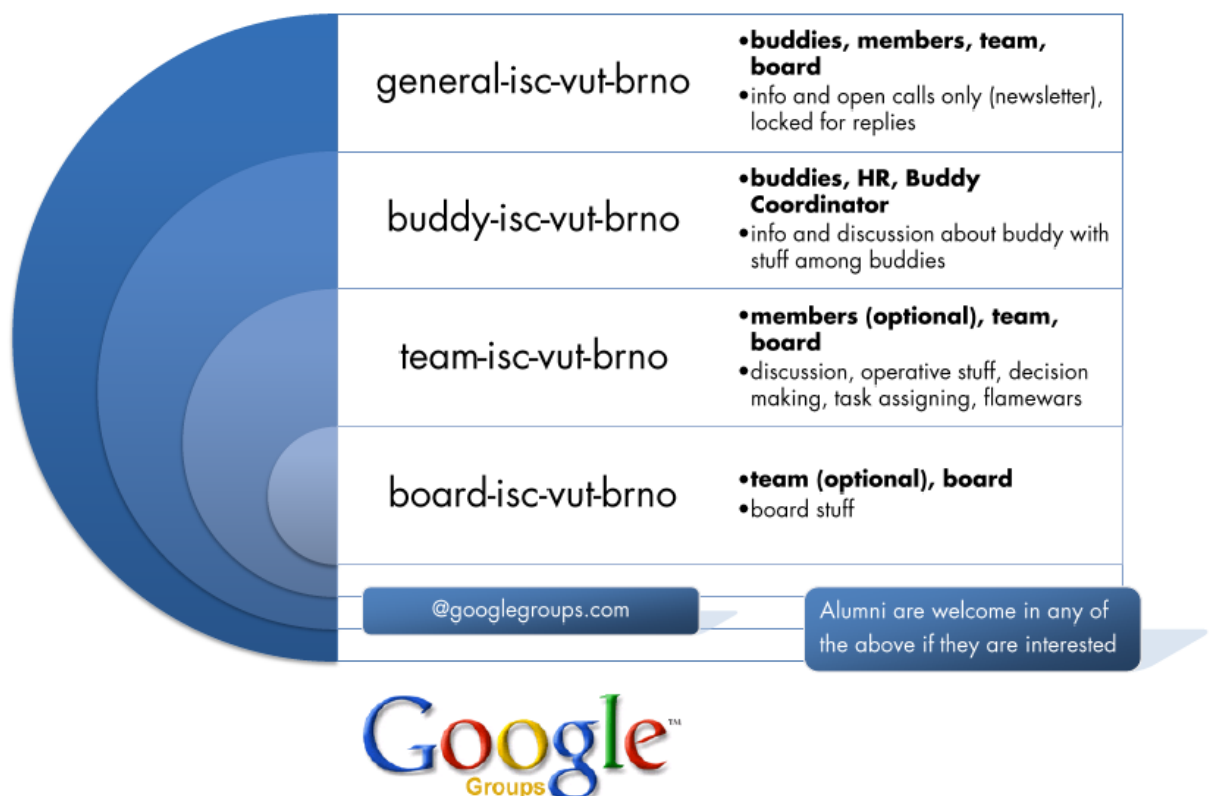 general-isc-vut-brno
•buddies, members, team,
board
•info and open calls only (newsletter),
locked for replies
buddy-isc-vut-brno
•buddies, HR, Buddy
Coordinator
•info and discussion about buddy with
stuff among buddies
team-isc-vut-brno
•members (optional), team,
board
•discussion, operative stuff, decision
making, task assigning, flamewars
board-isc-vut-brno
•team (optional), board
•board stuff
@googlegroups.com
Alumni are welcome in any of
the above if they are interested
Google™
Groups